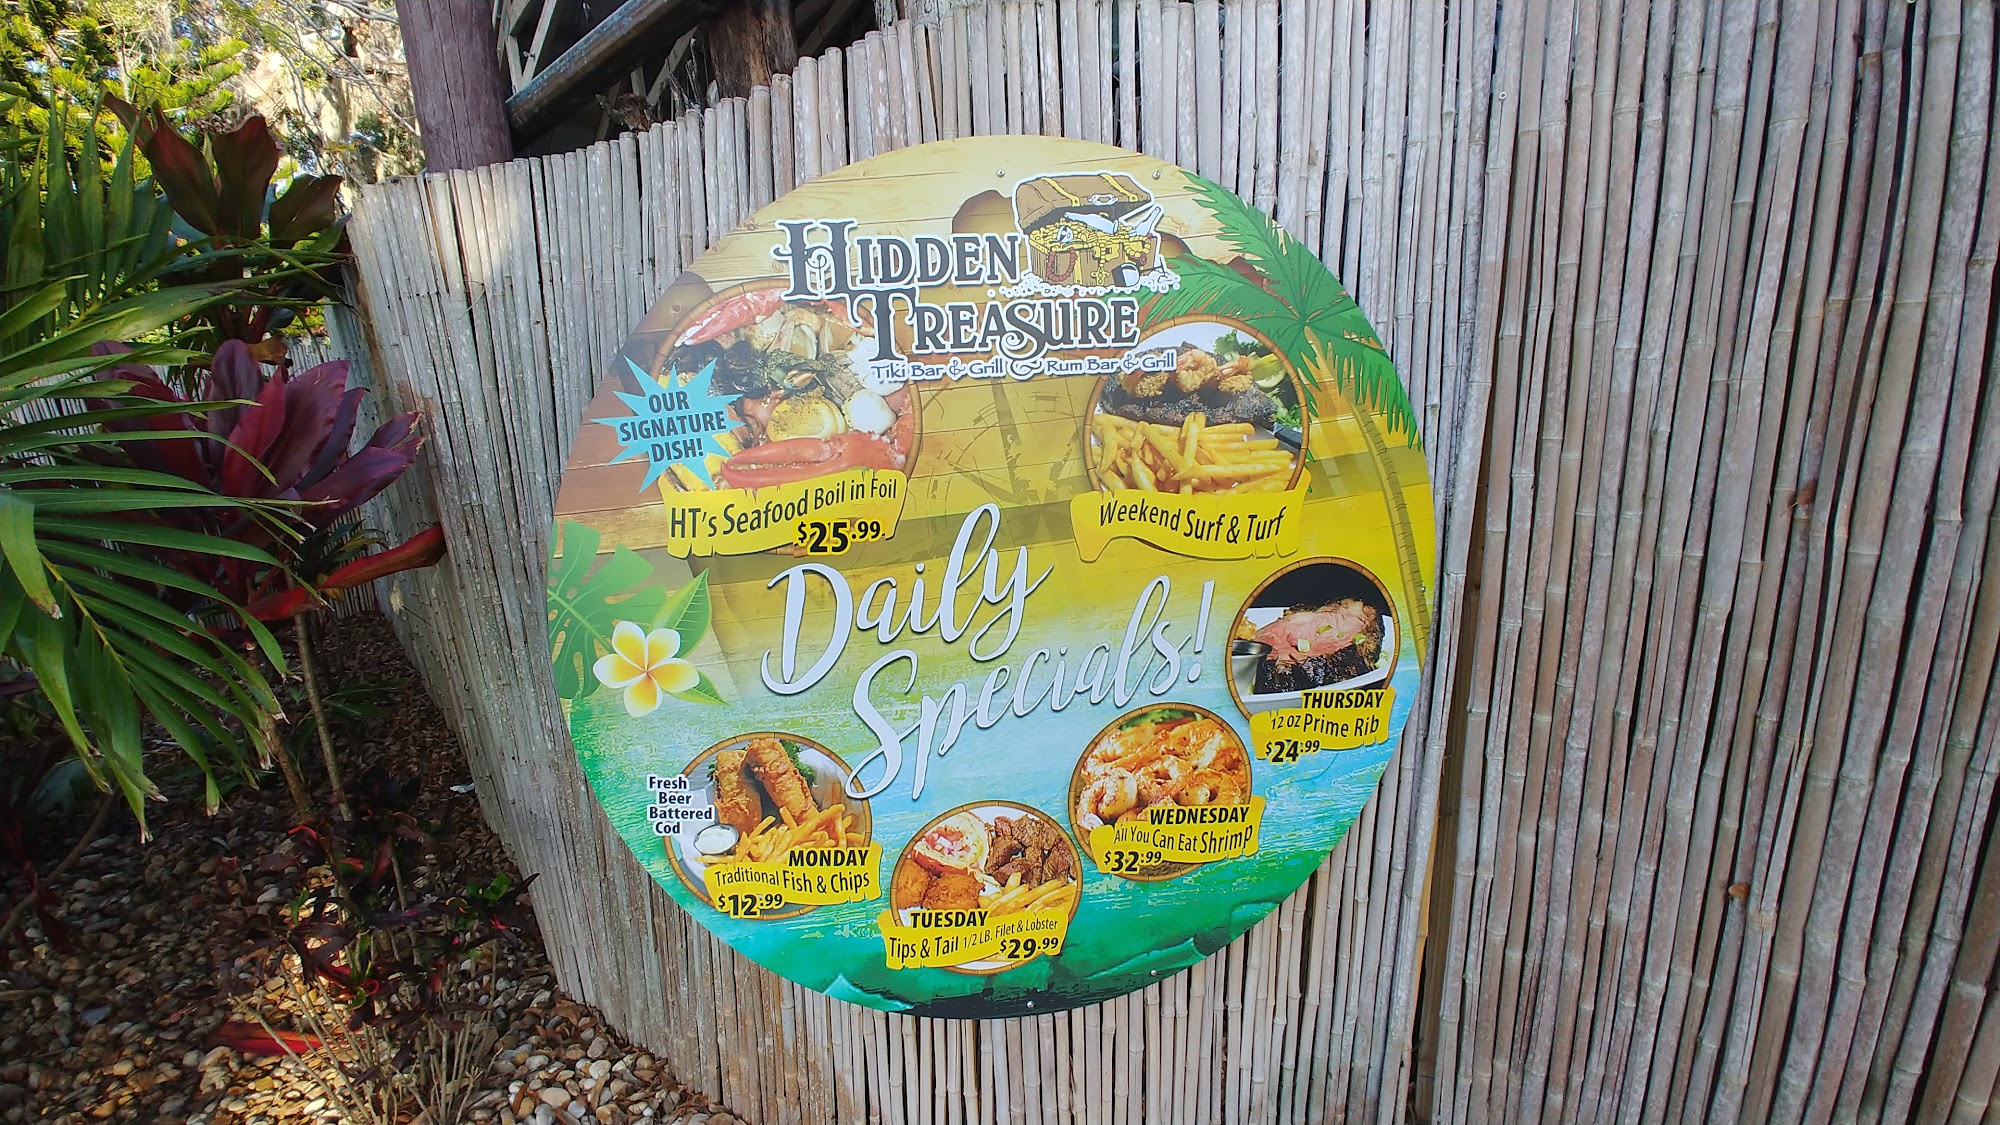 HIDDEN
TREASURE
Tiki Bar & Grill & Rum Bar & Grill
OUR
SIGNATURE
DISH!
HT's Seafood Boil in Foil
$25.99
Weekend Surf & Turf
Daily
Specials!
THURSDAY
12 OZ Prime Rib
$24.99
WEDNESDAY
All You Can Eat Shrimp
$32.99
Fresh
Beer
Battered
Cod
MONDAY
Traditional Fish & Chips
$12.99
TUESDAY
Tips & Tail 1/2 LB. Filet & Lobster
$29.99